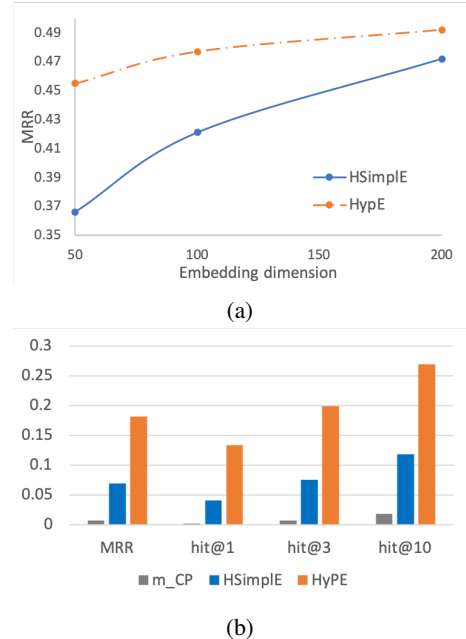 0.49
0.47
0.45
0.43
0.41
0.39
0.37
0.35
MRR
HSimplE
HypE
50 100 150 200
Embedding dimension
(a)
0.3
0.25
0.2
0.15
0.1
0.05
0
MRR hit@1 hit@3 hit@10
m_CP HSimplE HyPE
(b)